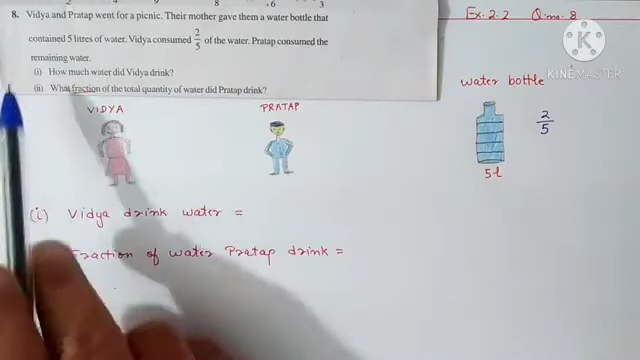 8. Vidya and Pratap went for a picnic. Their mother gave them a water bottle that
contained 5 litres of water. Vidya consumed 2/5 of the water. Pratap consumed the
remaining water.
(i) How much water did Vidya drink?
(ii) What fraction of the total quantity of water did Pratap drink?
Ex. 2.2 Q.no. 8
KINEMASTER
water bottle
VIDYA
PRATAP
2/5
5 l
(i) Vidya drink water =
Fraction of water Pratap drink =